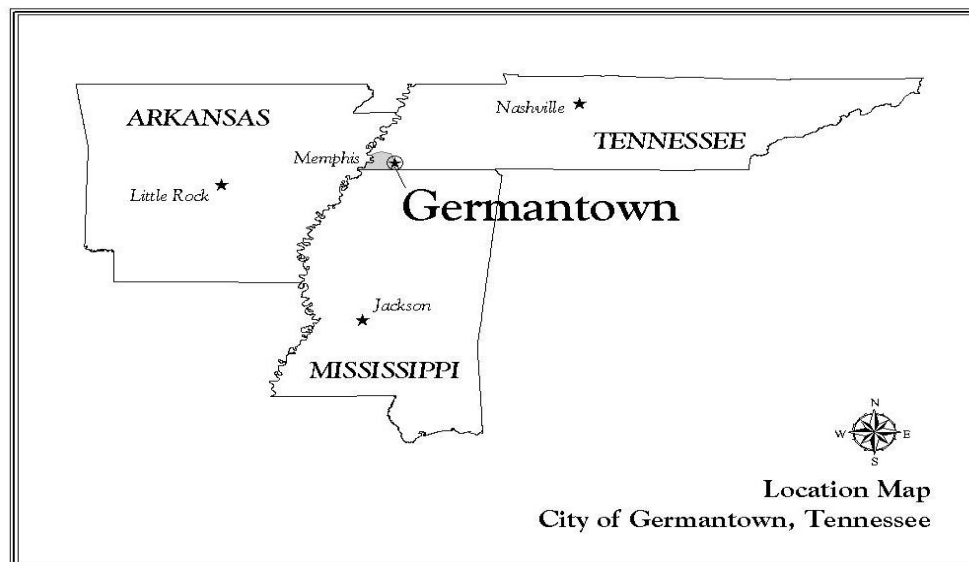 Nashville
ARKANSAS
TENNESSEE
Memphis
Little Rock
Germantown
Jackson
MISSISSIPPI
N
W E
S
Location Map
City of Germantown, Tennessee